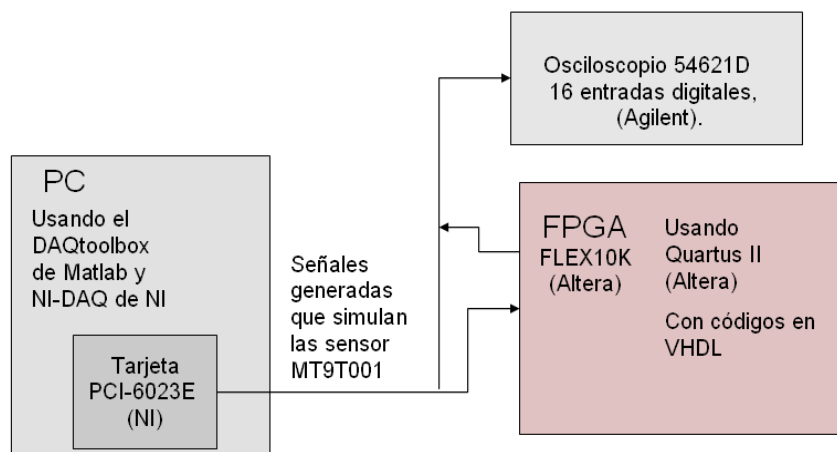 Osciloscopio 54621D
16 entradas digitales,
(Agilent).
PC
Usando el
DAQtoolbox
de Matlab y
NI-DAQ de NI
Tarjeta
PCI-6023E
(NI)
Señales
generadas
que simulan
las sensor
MT9T001
FPGA
FLEX10K
(Altera)
Usando
Quartus II
(Altera)
Con códigos en
VHDL